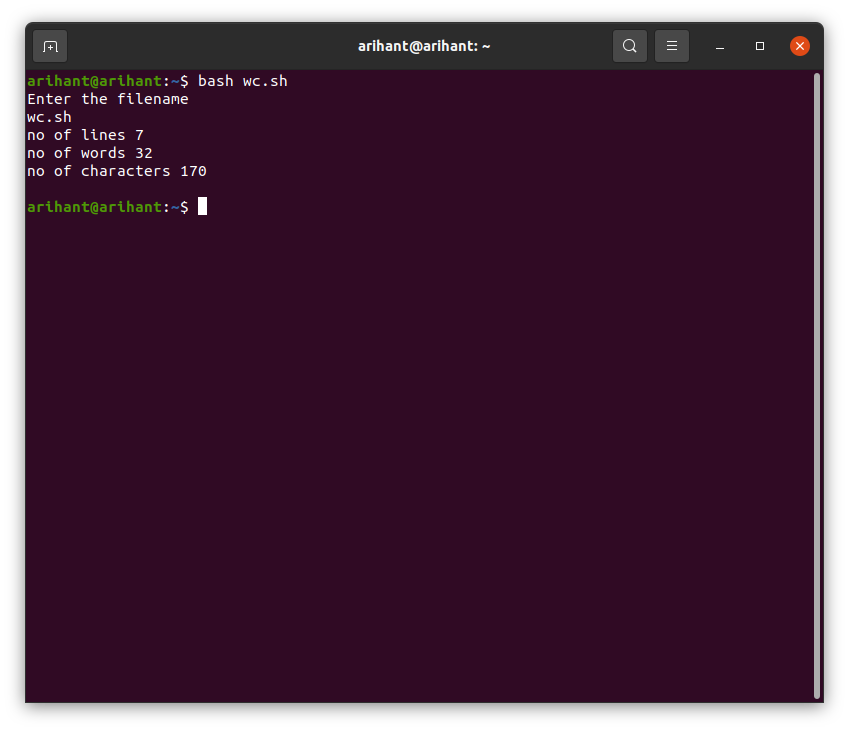 arihant@arihant: ~
arihant@arihant:~$ bash wc.sh
Enter the filename
wc.sh
no of lines 7
no of words 32
no of characters 170
arihant@arihant:~$